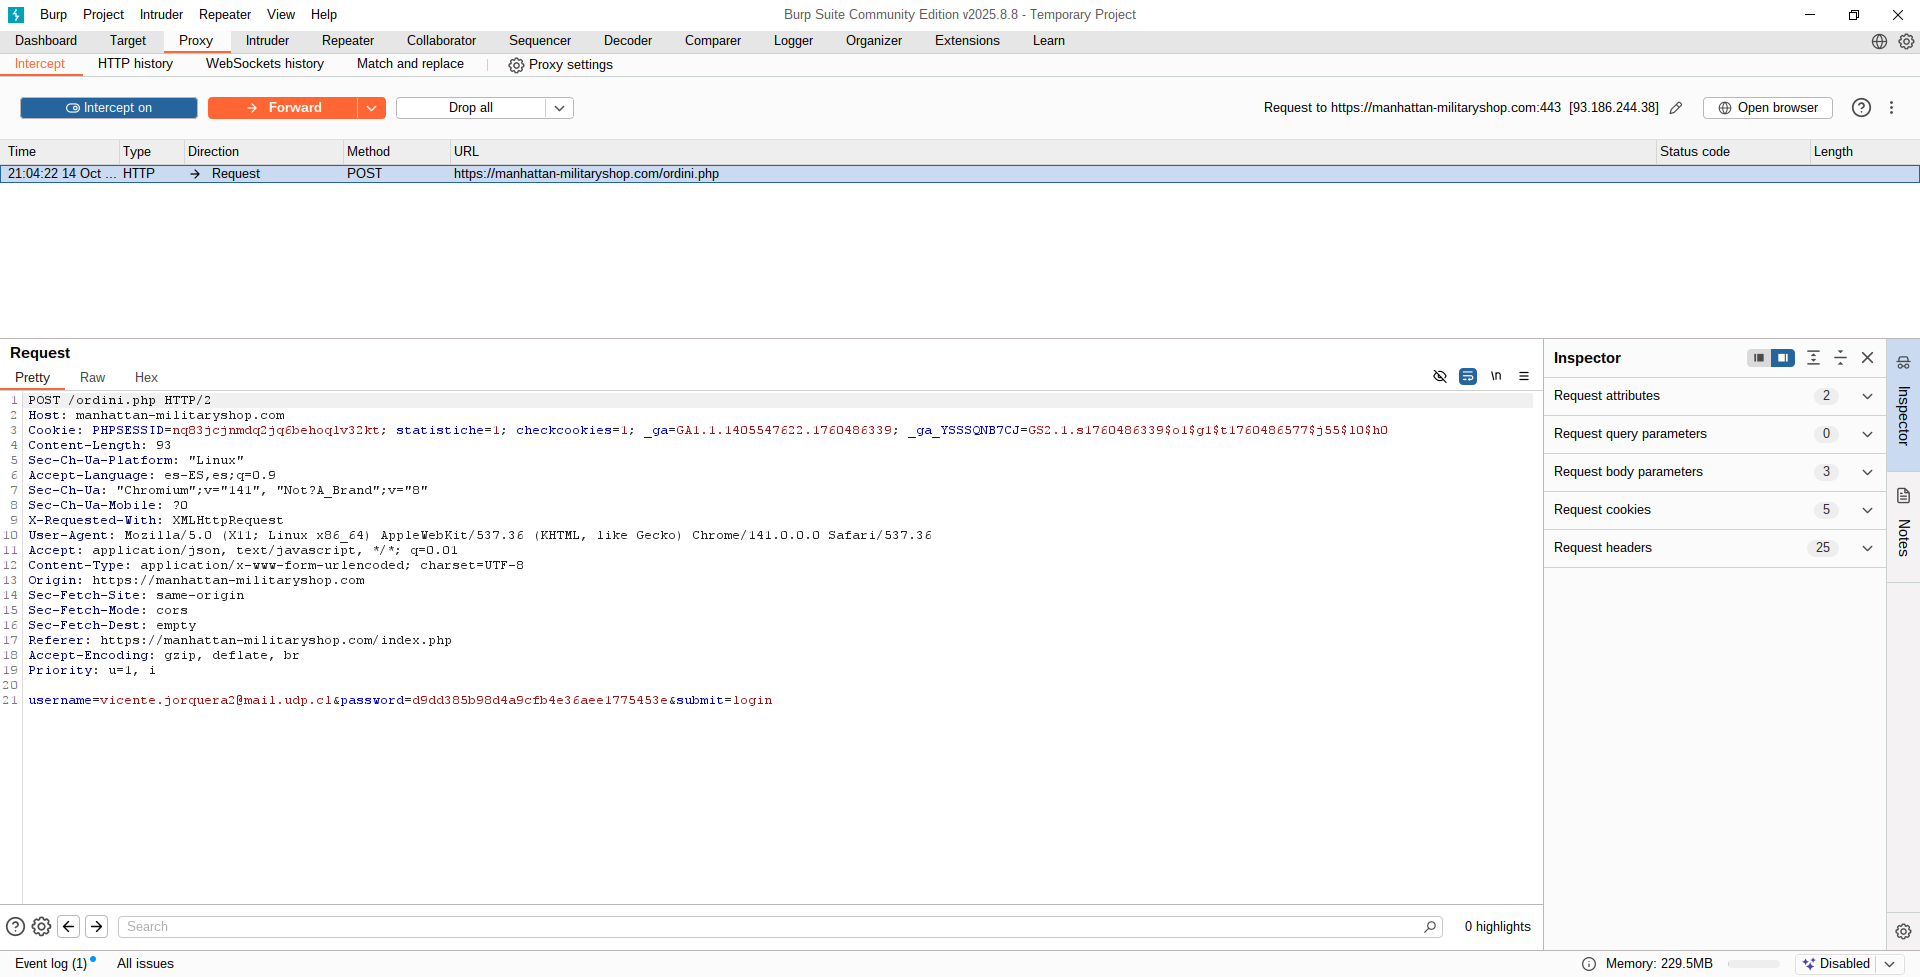 Burp Project Intruder Repeater View Help Burp Suite Community Edition v2025.8.8 - Temporary Project
Dashboard Target Proxy Intruder Repeater Collaborator Sequencer Decoder Comparer Logger Organizer Extensions Learn
Intercept HTTP history WebSockets history Match and replace Proxy settings
Intercept on Forward Drop all Request to https://manhattan-militaryshop.com:443 [93.186.244.38] Open browser
Time Type Direction Method URL Status code Length
21:04:22 14 Oct ... HTTP Request POST https://manhattan-militaryshop.com/ordini.php
Request
Pretty Raw Hex \n
1 POST /ordini.php HTTP/2
2 Host: manhattan-militaryshop.com
3 Cookie: PHPSESSID=nq83jcjnmdq2jq6behoqlv32kt; statistiche=1; checkcookies=1; _ga=GA1.1.1405547622.1760486339; _ga_YSSSQNB7CJ=GS2.1.s1760486339$o1$g1$t1760486577$j55$l0$h0
4 Content-Length: 93
5 Sec-Ch-Ua-Platform: "Linux"
6 Accept-Language: es-ES,es;q=0.9
7 Sec-Ch-Ua: "Chromium";v="141", "Not?A_Brand";v="8"
8 Sec-Ch-Ua-Mobile: ?0
9 X-Requested-With: XMLHttpRequest
10 User-Agent: Mozilla/5.0 (X11; Linux x86_64) AppleWebKit/537.36 (KHTML, like Gecko) Chrome/141.0.0.0 Safari/537.36
11 Accept: application/json, text/javascript, */*; q=0.01
12 Content-Type: application/x-www-form-urlencoded; charset=UTF-8
13 Origin: https://manhattan-militaryshop.com
14 Sec-Fetch-Site: same-origin
15 Sec-Fetch-Mode: cors
16 Sec-Fetch-Dest: empty
17 Referer: https://manhattan-militaryshop.com/index.php
18 Accept-Encoding: gzip, deflate, br
19 Priority: u=1, i
20
21 username=vicente.jorquera2@mail.udp.cl&password=d9dd385b98d4a9cfb4e36aee1775453e&submit=login
Inspector
Request attributes 2
Request query parameters 0
Request body parameters 3
Request cookies 5
Request headers 25
Inspector
Notes
Search 0 highlights
Event log (1) All issues Memory: 229.5MB Disabled